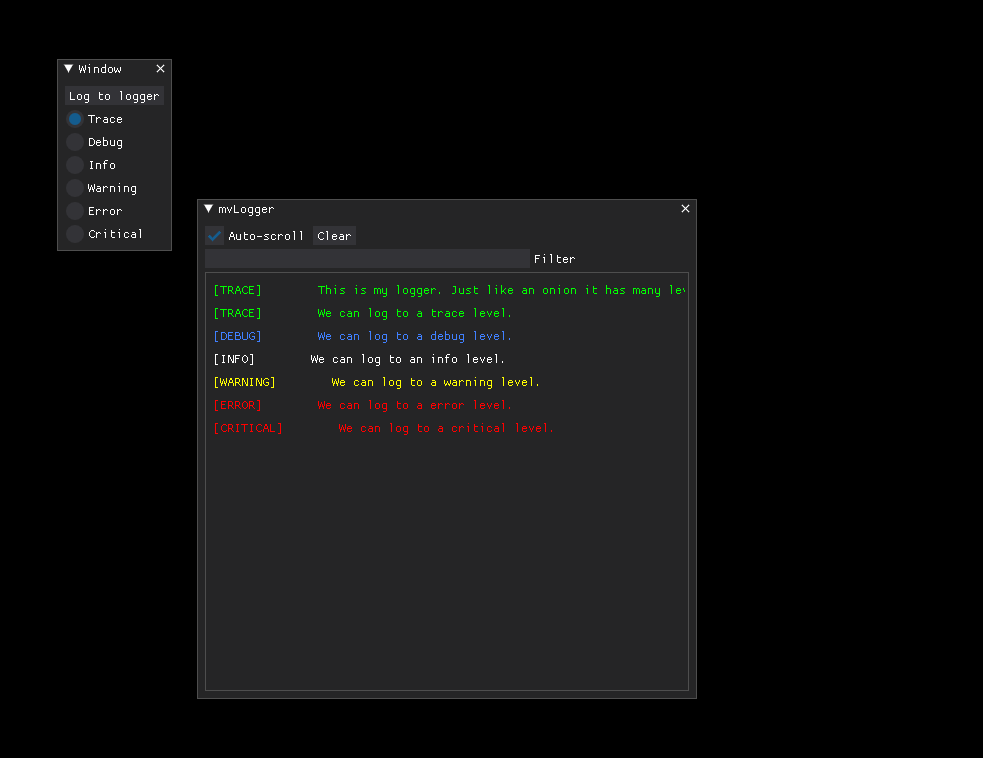 Window
Log to logger
Trace
Debug
Info
Warning
Error
Critical
mvLogger
Auto-scroll Clear
Filter
[TRACE] This is my logger. Just like an onion it has many
[TRACE] We can log to a trace level.
[DEBUG] We can log to a debug level.
[INFO] We can log to an info level.
[WARNING] We can log to a warning level.
[ERROR] We can log to a error level.
[CRITICAL] We can log to a critical level.